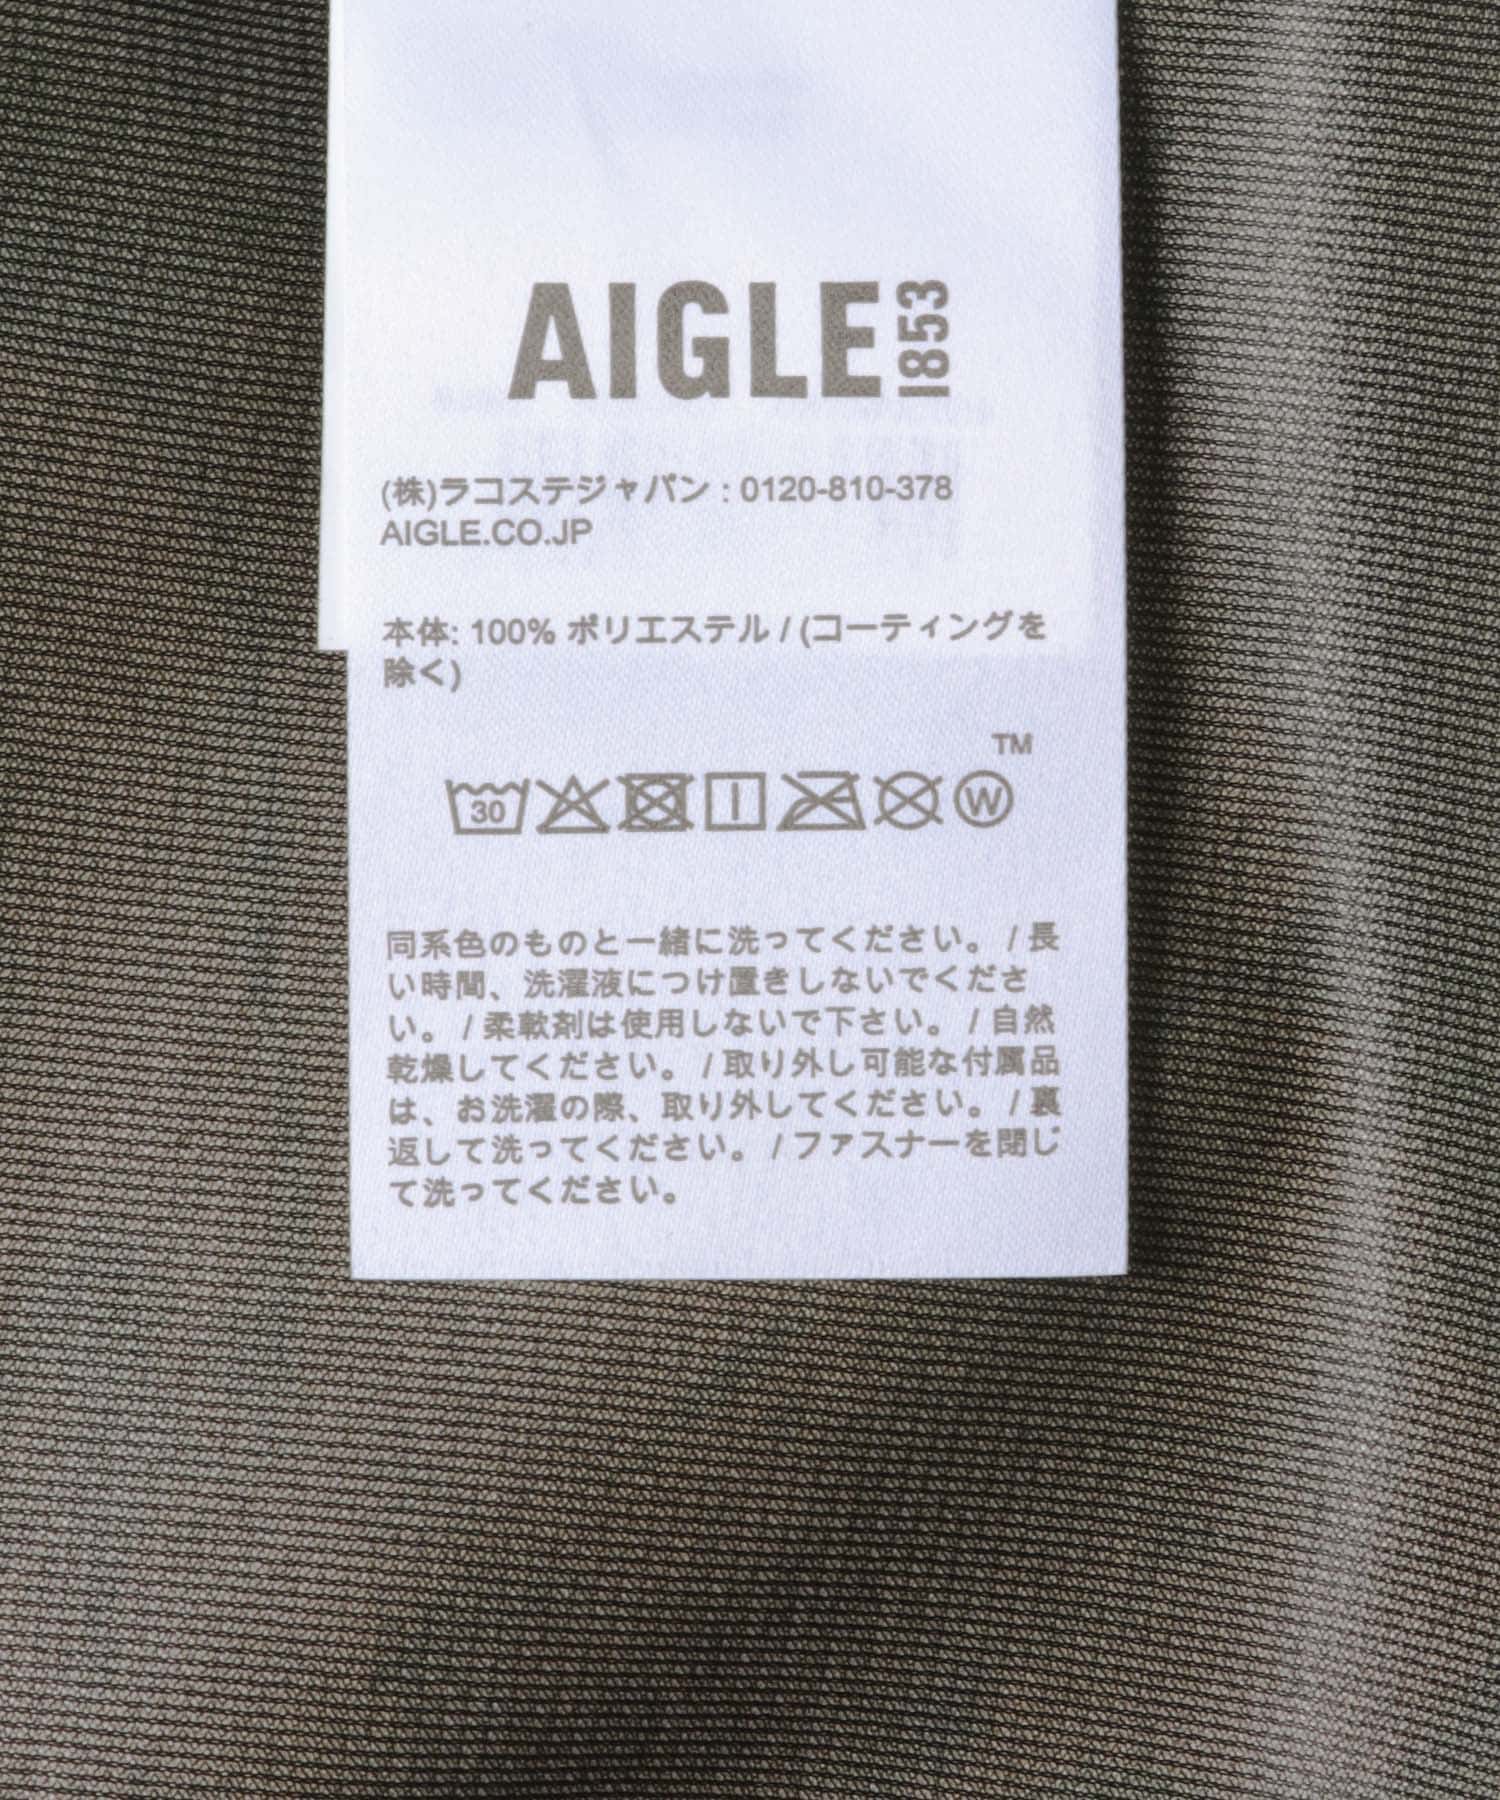 AIGLE 1853
(株)ラコステジャパン : 0120-810-378
AIGLE.CO.JP
本体: 100% ポリエステル / (コーティングを
除く)
TM
30 W
同系色のものと一緒に洗ってください。 / 長
い時間、洗濯液につけ置きしないでくださ
い。 / 柔軟剤は使用しないで下さい。 / 自然
乾燥してください。 / 取り外し可能な付属品
は、お洗濯の際、取り外してください。 / 裏
返して洗ってください。 / ファスナーを閉じ
て洗ってください。